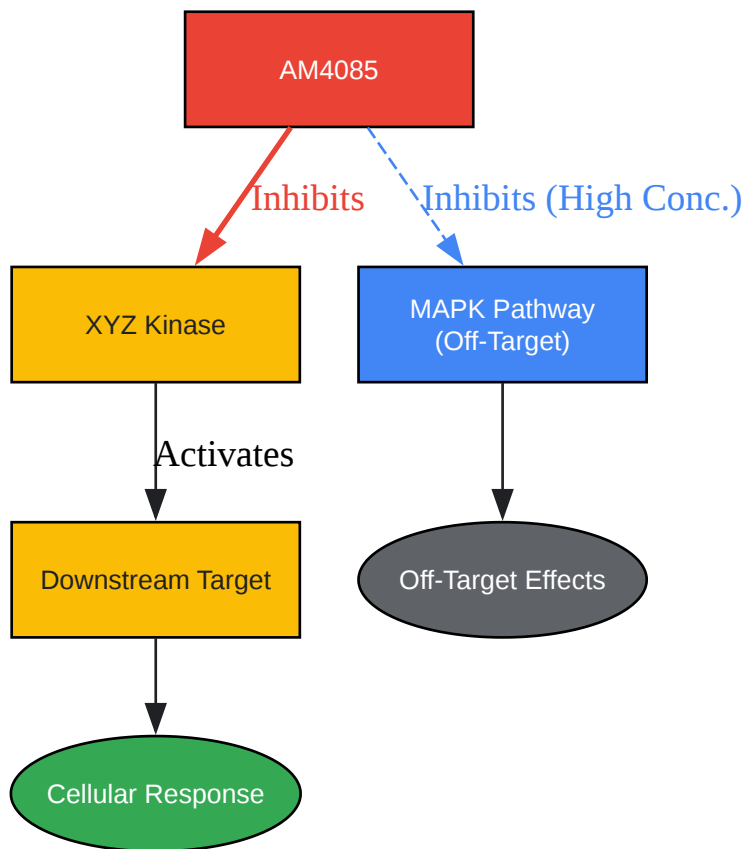 AM4085
Inhibits
Inhibits (High Conc.)
XYZ Kinase
MAPK Pathway
(Off-Target)
Activates
Downstream Target
Off-Target Effects
Cellular Response